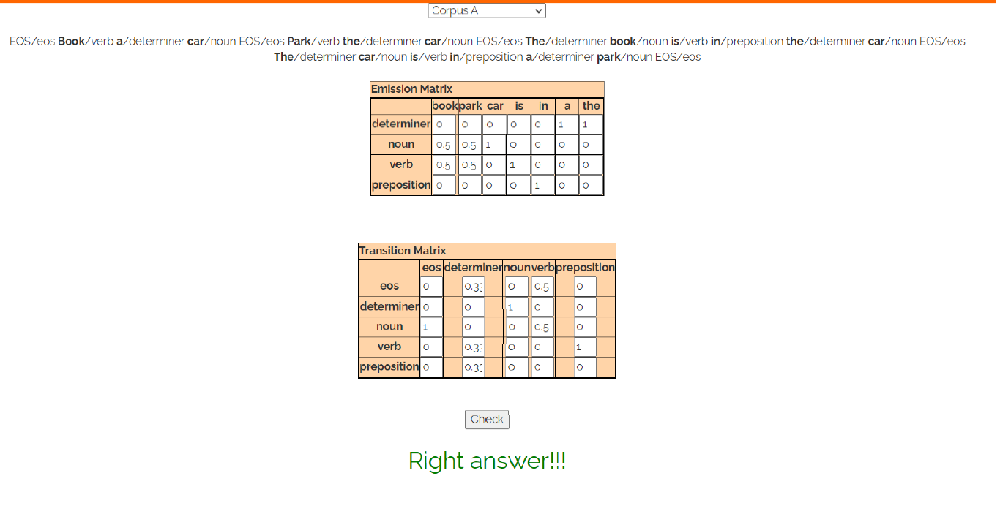 Corpus A
EOS/eos Book/verb a/determiner car/noun EOS/eos Park/verb the/determiner car/noun EOS/eos The/determiner book/noun is/verb in/preposition the/determiner car/noun EOS/eos
The/determiner car/noun is/verb in/preposition a/determiner park/noun EOS/eos
Emission Matrix
book park car is in a the
determiner 0 0 0 0 0 1 1
noun 0.5 0.5 1 0 0 0 0
verb 0.5 0.5 0 1 0 0 0
preposition 0 0 0 0 1 0 0
Transition Matrix
eos determiner noun verb preposition
eos 0 0.33 0 0.5 0
determiner 0 0 1 0 0
noun 1 0 0 0.5 0
verb 0 0.33 0 0 1
preposition 0 0.33 0 0 0
Check
Right answer!!!